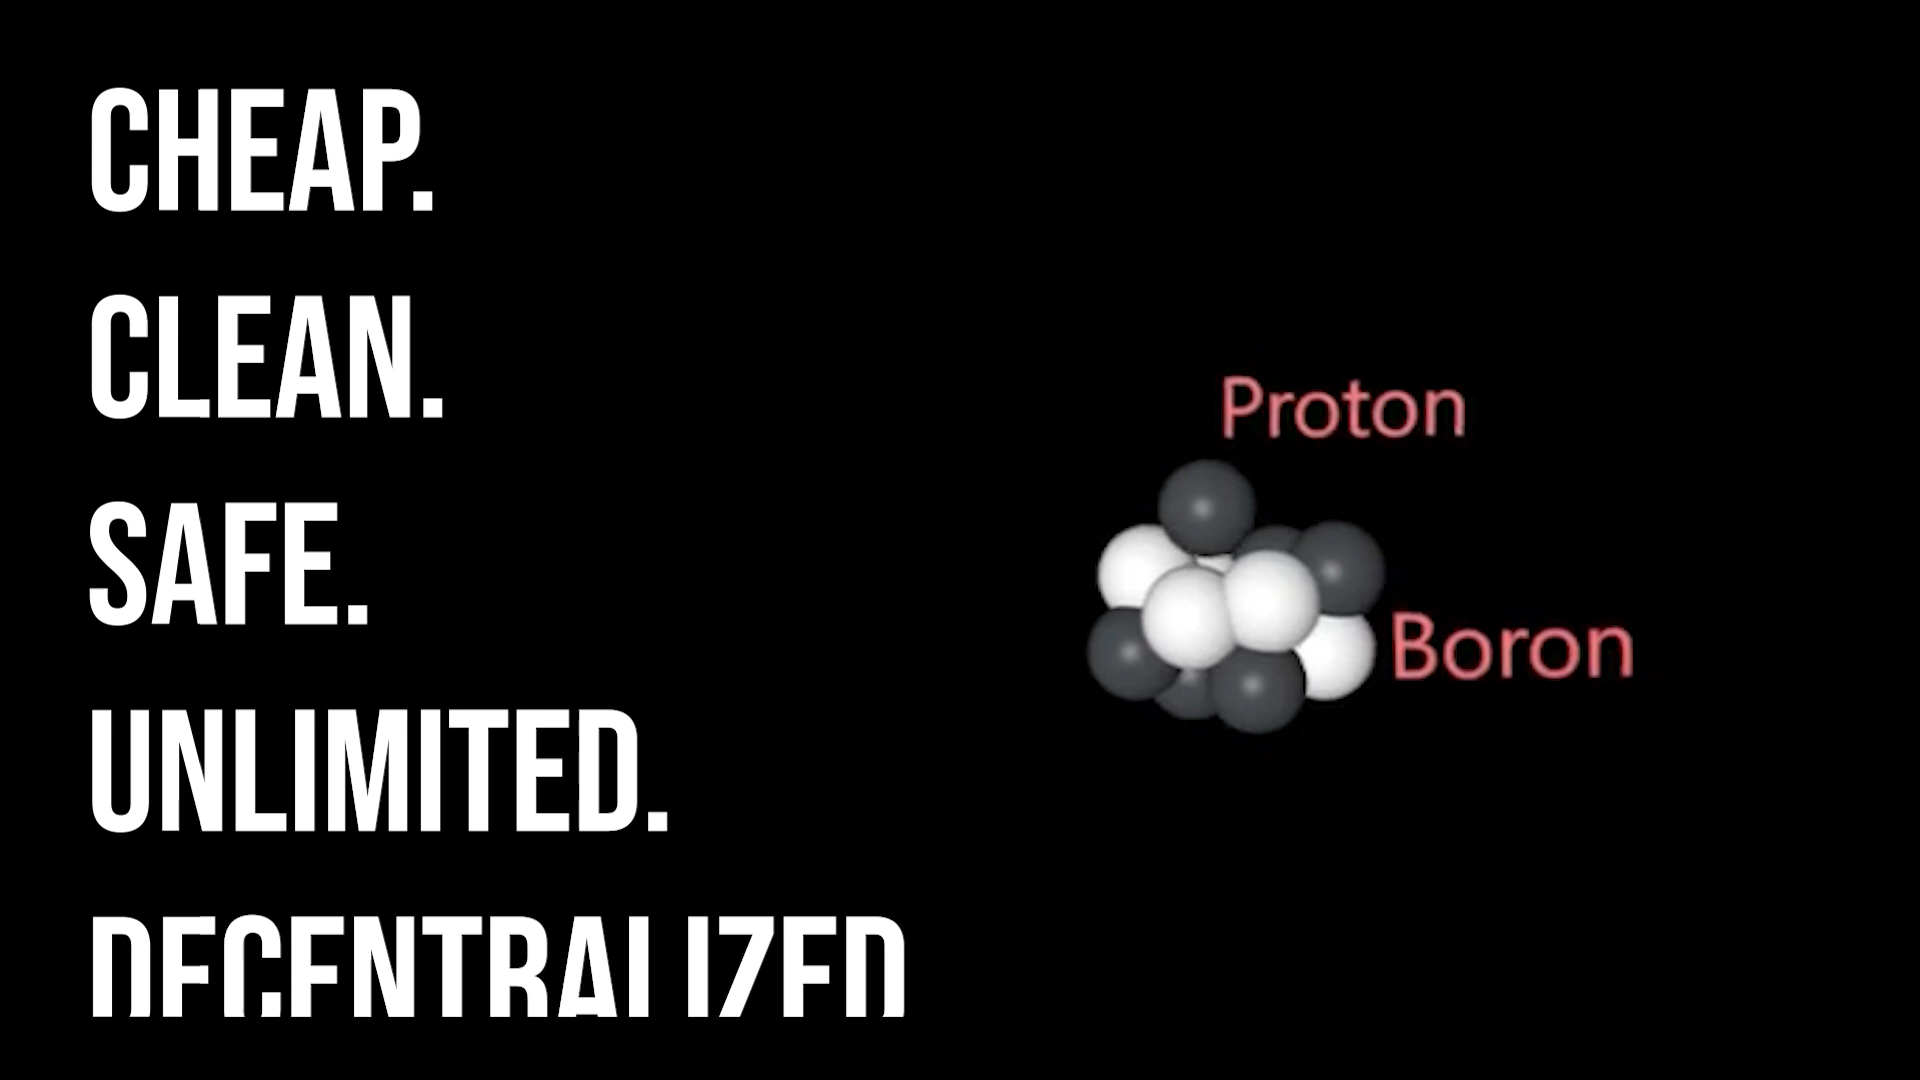 CHEAP.
CLEAN.
SAFE.
UNLIMITED.
DECENTRALIZED
Proton
Boron